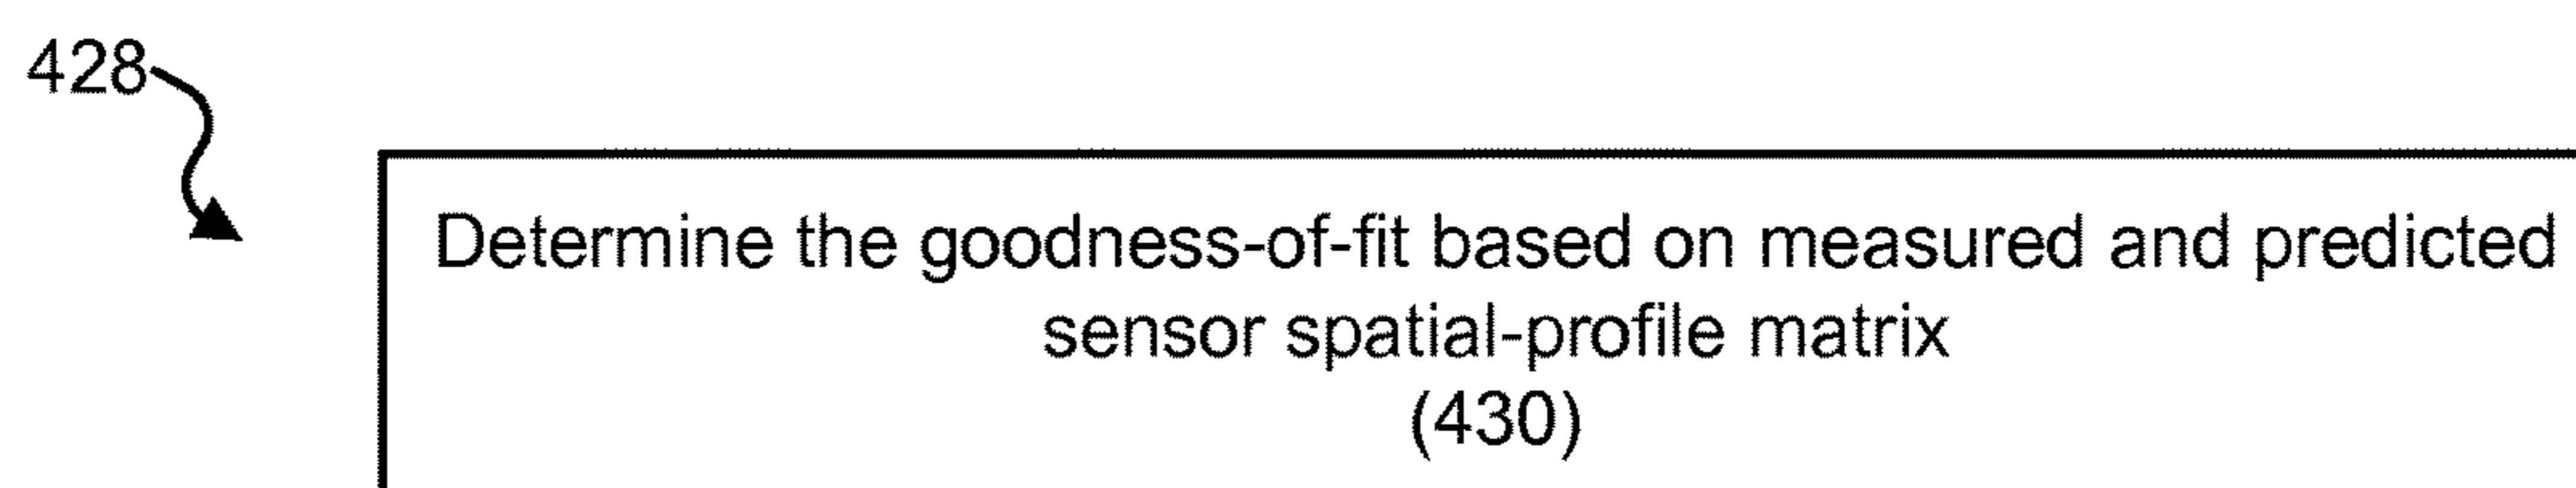 428
Determine the goodness-of-fit based on measured and predicted
sensor spatial-profile matrix
(430)